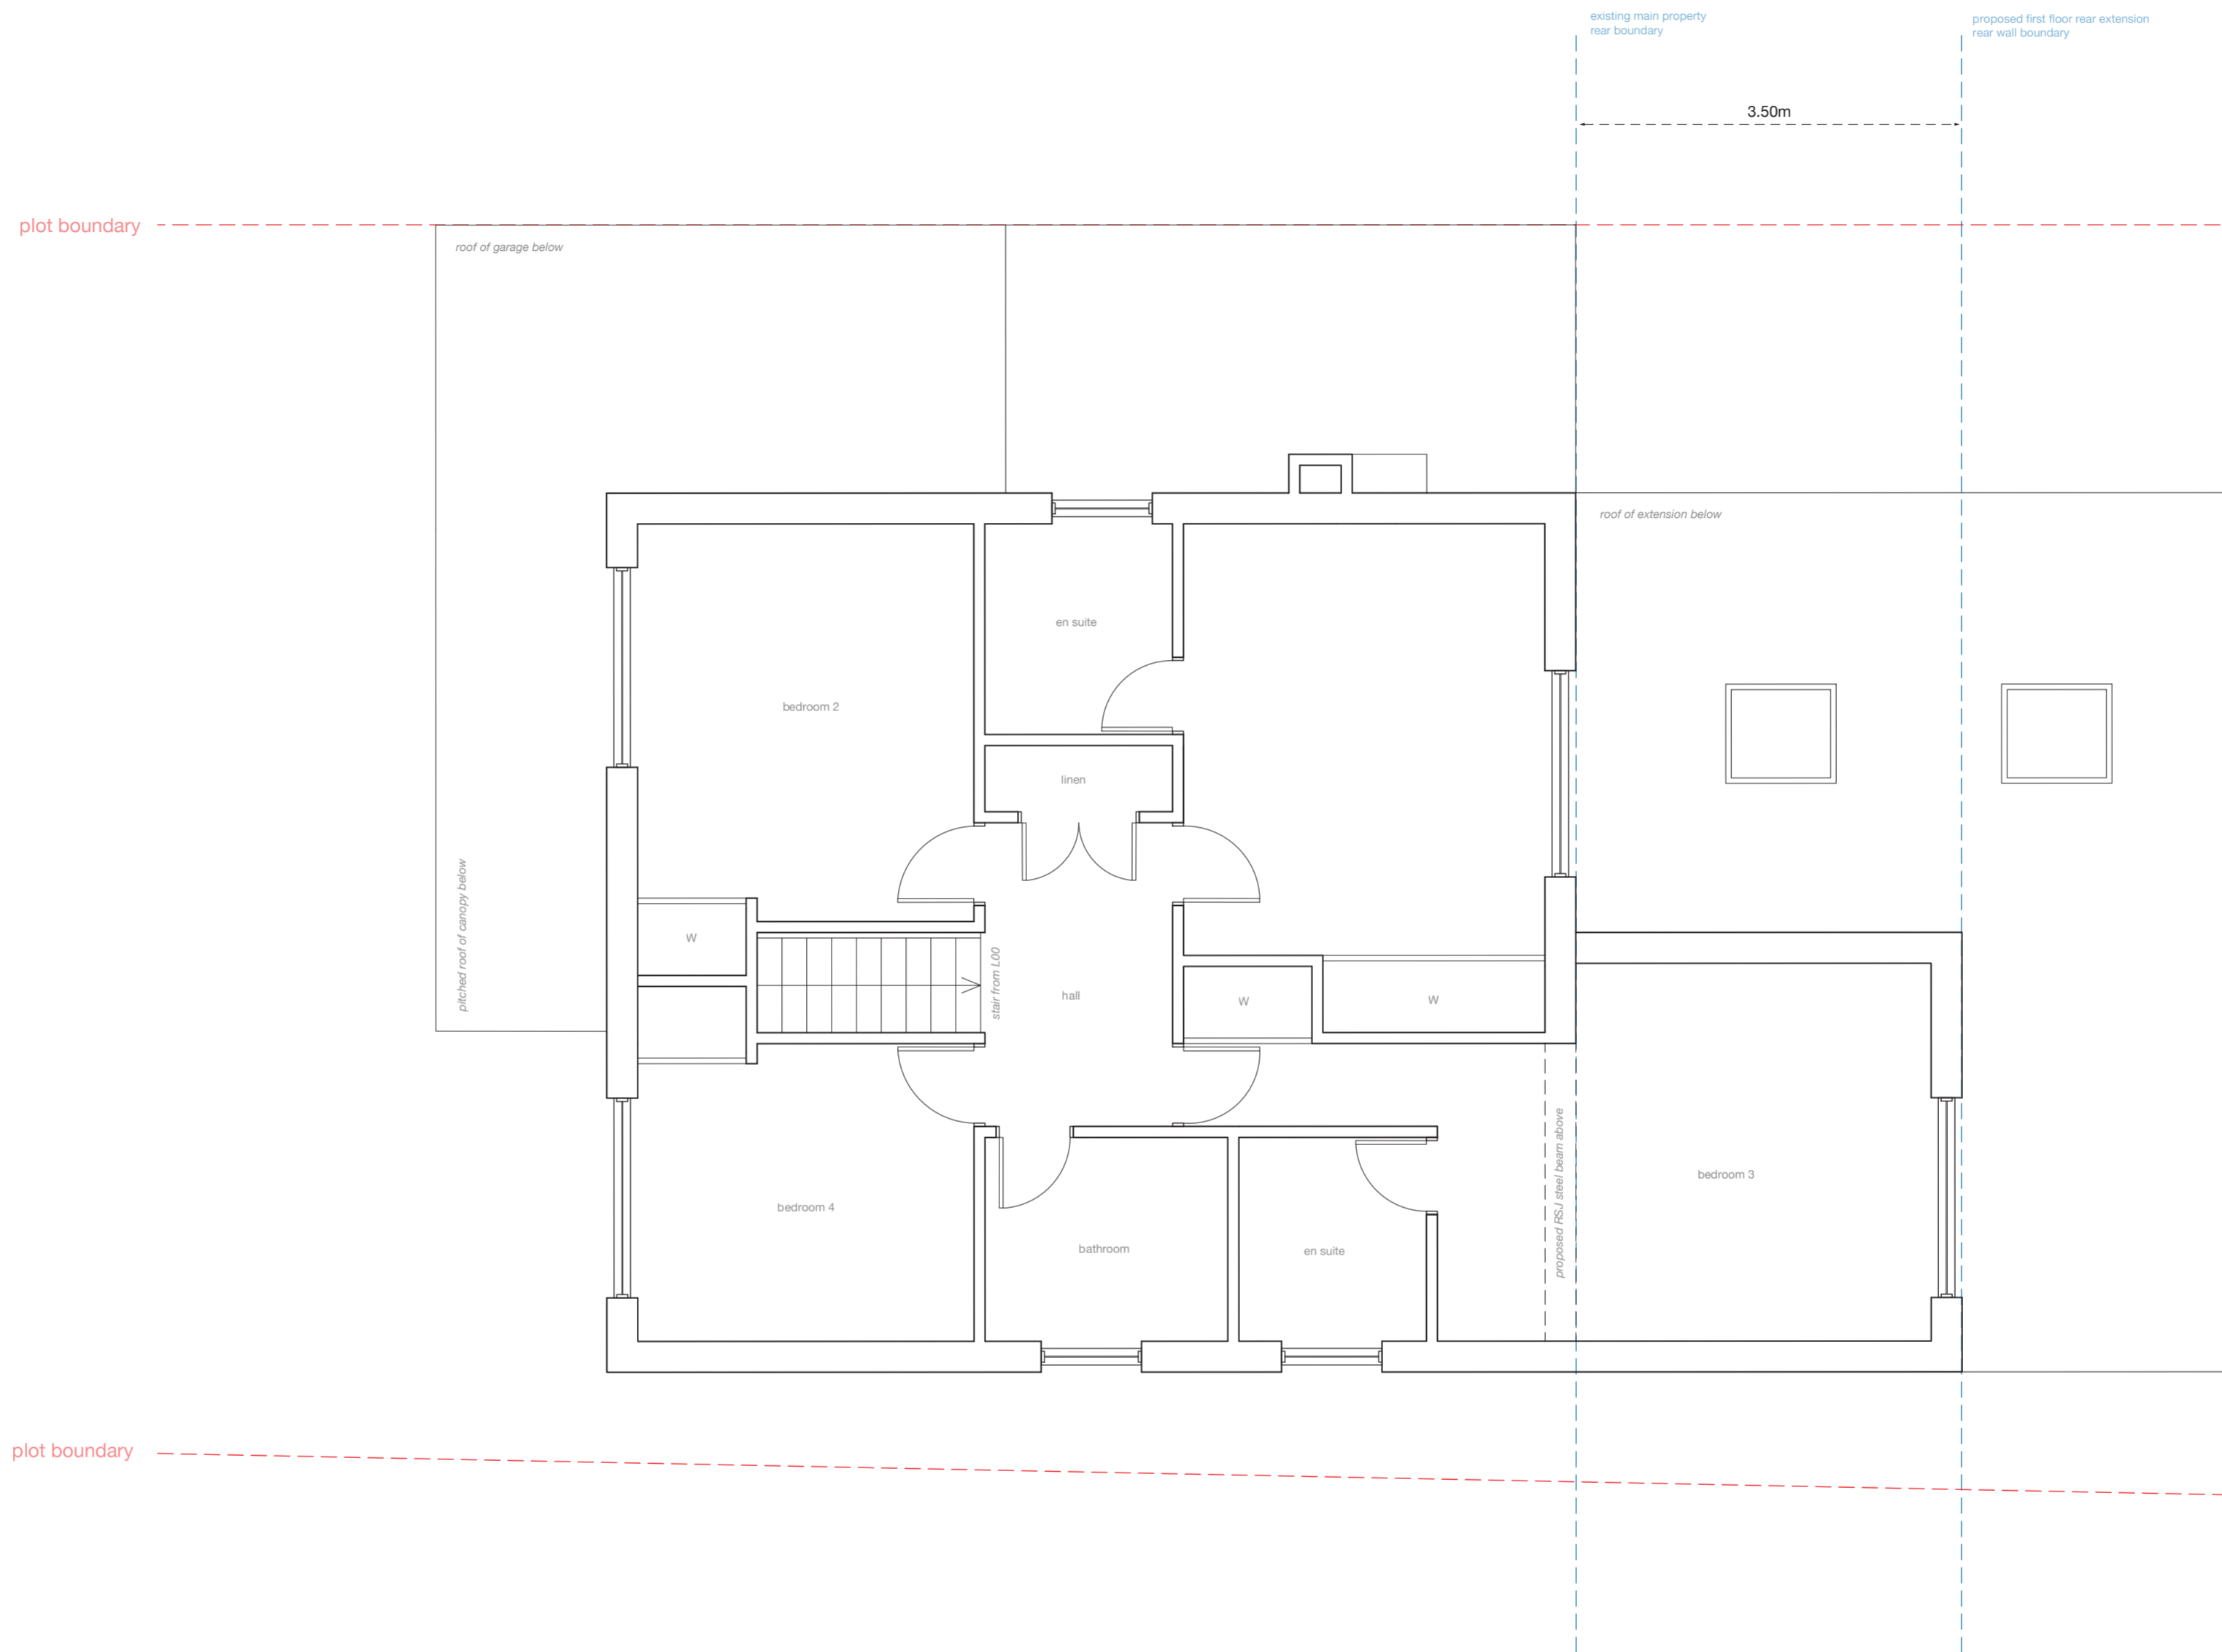 existing main property
rear boundary
proposed first floor rear extension
rear wall boundary
3.50m
plot boundary
roof of garage below
roof of extension below
en suite
bedroom 2
linen
pitched roof of canopy below
W
stair from L00
hall
W
W
proposed RSJ steel beam above
bedroom 3
bedroom 4
bathroom
en suite
plot boundary